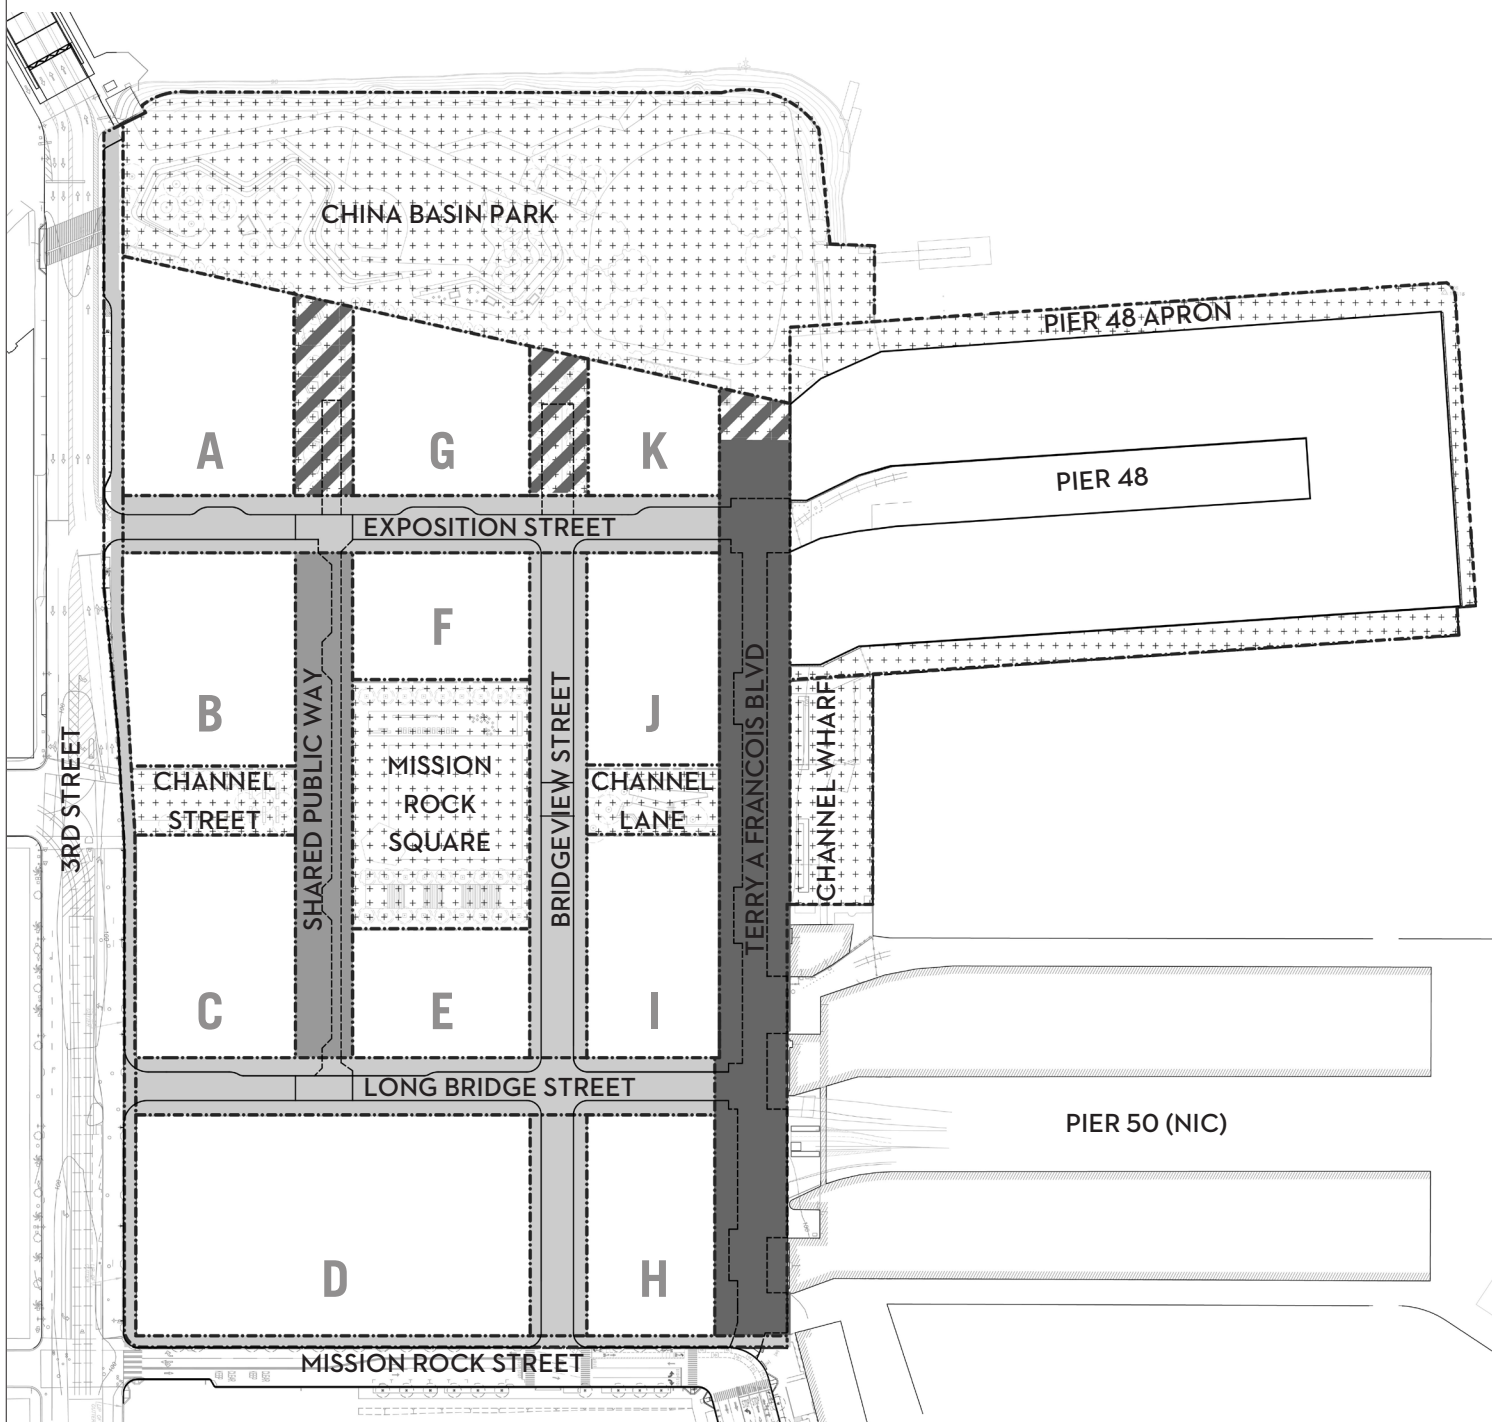 CHINA BASIN PARK
PIER 48 APRON
A
G
K
PIER 48
EXPOSITION STREET
F
B
J
3RD STREET
SHARED PUBLIC WAY
MISSION
ROCK
SQUARE
BRIDGEVIEW STREET
CHANNEL
STREET
CHANNEL
LANE
TERRY A FRANCOIS BLVD
CHANNEL WHARF
C
E
I
LONG BRIDGE STREET
PIER 50 (NIC)
D
H
MISSION ROCK STREET